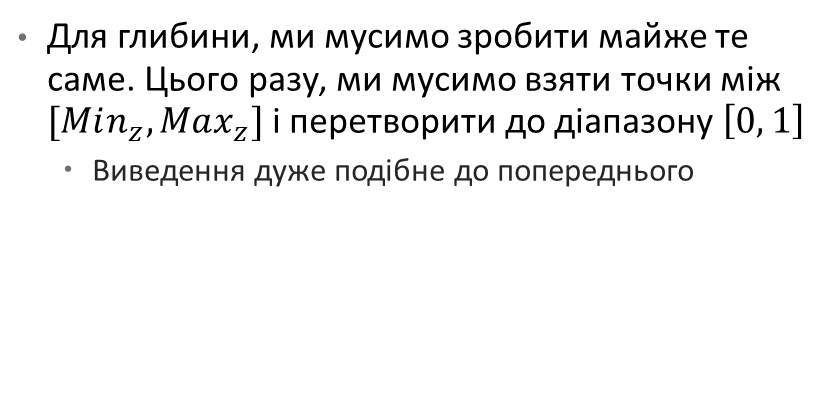 • Для глибини, ми мусимо зробити майже те
саме. Цього разу, ми мусимо взяти точки між
[𝑀𝑖𝑛_𝑧, 𝑀𝑎𝑥_𝑧] і перетворити до діапазону [0, 1]
• Виведення дуже подібне до попереднього